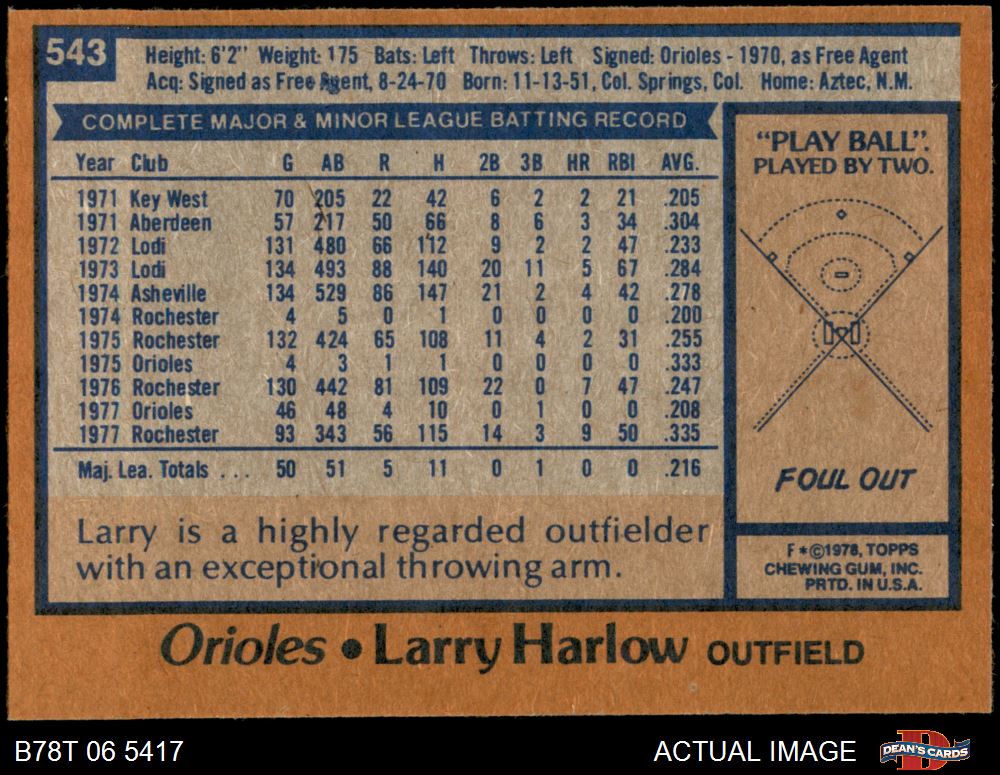 543
Height: 6'2" Weight: 175 Bats: Left Throws: Left Signed: Orioles - 1970, as Free Agent
Acq: Signed as Free Agent, 8-24-70 Born: 11-13-51, Col. Springs, Col. Home: Aztec, N.M.
COMPLETE MAJOR & MINOR LEAGUE BATTING RECORD
Year Club G AB R H 2B 3B HR RBI AVG.
1971 Key West 70 205 22 42 6 2 2 21 .205
1971 Aberdeen 57 217 50 66 8 6 3 34 .304
1972 Lodi 131 480 66 112 9 2 2 47 .233
1973 Lodi 134 493 88 140 20 11 5 67 .284
1974 Asheville 134 529 86 147 21 2 4 42 .278
1974 Rochester 4 5 0 1 0 0 0 0 .200
1975 Rochester 132 424 65 108 11 4 2 31 .255
1975 Orioles 4 3 1 1 0 0 0 0 .333
1976 Rochester 130 442 81 109 22 0 7 47 .247
1977 Orioles 46 48 4 10 0 1 0 0 .208
1977 Rochester 93 343 56 115 14 3 9 50 .335
Maj. Lea. Totals ... 50 51 5 11 0 1 0 0 .216
Larry is a highly regarded outfielder
with an exceptional throwing arm.
"PLAY BALL".
PLAYED BY TWO.
FOUL OUT
F*©1978, TOPPS
CHEWING GUM, INC.
PRTD. IN U.S.A.
Orioles • Larry Harlow OUTFIELD
B78T 06 5417
ACTUAL IMAGE
D
DEAN'S CARDS